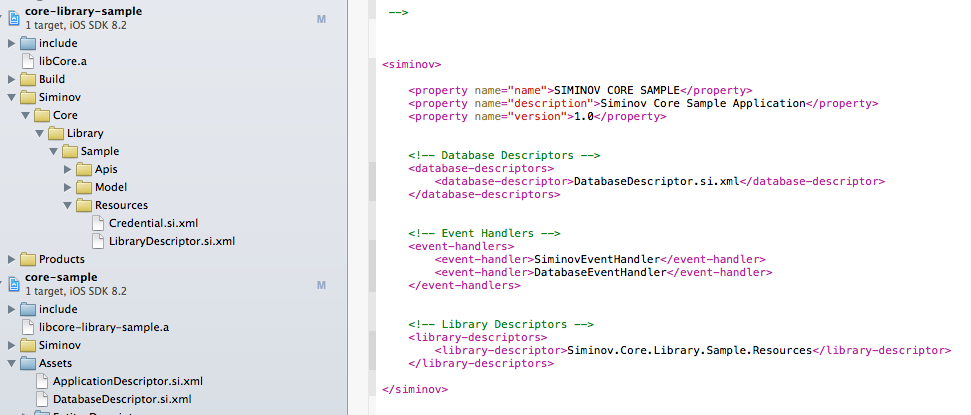 core-library-sample
1 target, iOS SDK 8.2
M
include
libCore.a
Build
Siminov
Core
Library
Sample
Apis
Model
Resources
Credential.si.xml
LibraryDescriptor.si.xml
Products
core-sample
1 target, iOS SDK 8.2
M
include
libcore-library-sample.a
Siminov
Assets
ApplicationDescriptor.si.xml
DatabaseDescriptor.si.xml
-->
<siminov>
<property name="name">SIMINOV CORE SAMPLE</property>
<property name="description">Siminov Core Sample Application</property>
<property name="version">1.0</property>
<!-- Database Descriptors -->
<database-descriptors>
<database-descriptor>DatabaseDescriptor.si.xml</database-descriptor>
</database-descriptors>
<!-- Event Handlers -->
<event-handlers>
<event-handler>SiminovEventHandler</event-handler>
<event-handler>DatabaseEventHandler</event-handler>
</event-handlers>
<!-- Library Descriptors -->
<library-descriptors>
<library-descriptor>Siminov.Core.Library.Sample.Resources</library-descriptor>
</library-descriptors>
</siminov>